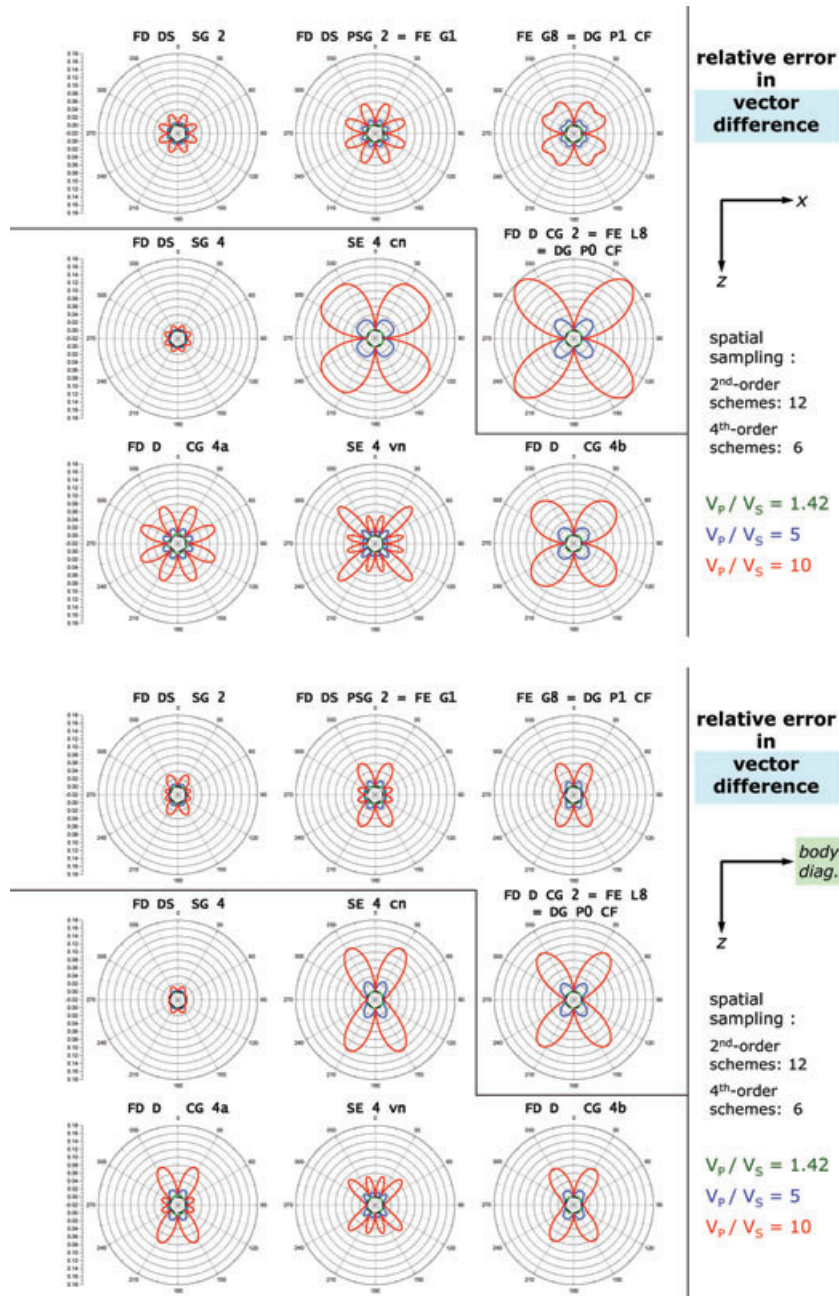 FD DS SG 2
FD DS PSG 2 = FE G1
FE G8 = DG P1 CF
relative error
in
vector
difference
x
z
FD DS SG 4
SE 4 cn
FD D CG 2 = FE L8
= DG P0 CF
spatial
sampling :
2nd-order
schemes: 12
4th-order
schemes: 6
FD D CG 4a
SE 4 vn
FD D CG 4b
VP / VS = 1.42
VP / VS = 5
VP / VS = 10
FD DS SG 2
FD DS PSG 2 = FE G1
FE G8 = DG P1 CF
relative error
in
vector
difference
body
diag.
z
FD DS SG 4
SE 4 cn
FD D CG 2 = FE L8
= DG P0 CF
spatial
sampling :
2nd-order
schemes: 12
4th-order
schemes: 6
FD D CG 4a
SE 4 vn
FD D CG 4b
VP / VS = 1.42
VP / VS = 5
VP / VS = 10